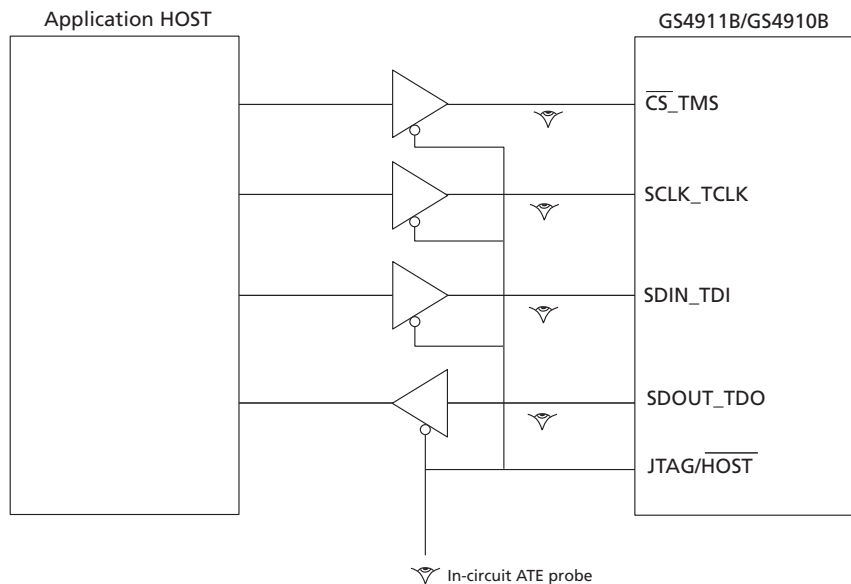 Application HOST
GS4911B/GS4910B
CS_TMS
SCLK_TCLK
SDIN_TDI
SDOUT_TDO
JTAG/HOST
In-circuit ATE probe